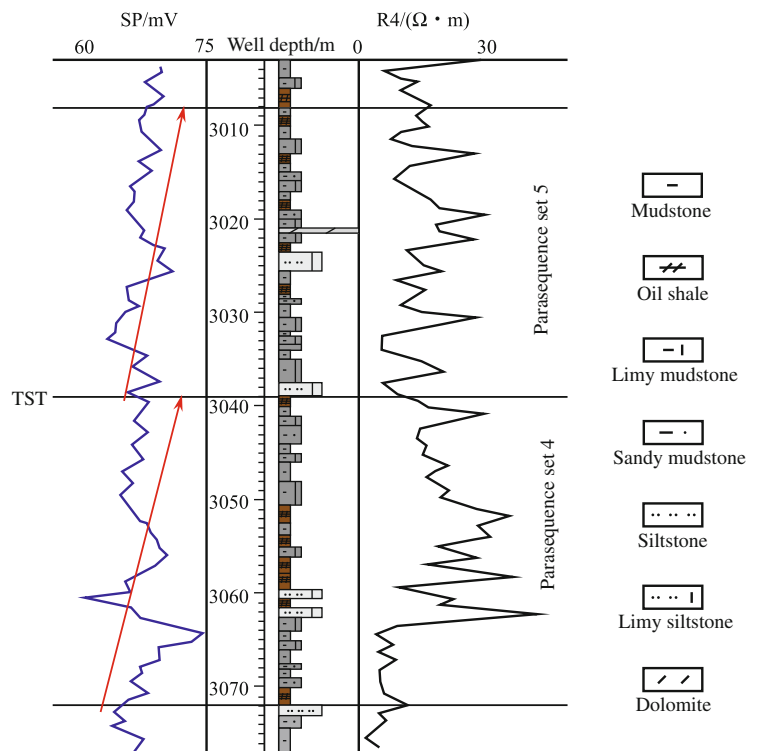 SP/mV
R4/(Ω • m)
60
75
Well depth/m
0
30
3010
3020
3030
TST
3040
3050
3060
3070
Parasequence set 5
Parasequence set 4
Mudstone
Oil shale
Limy mudstone
Sandy mudstone
Siltstone
Limy siltstone
Dolomite